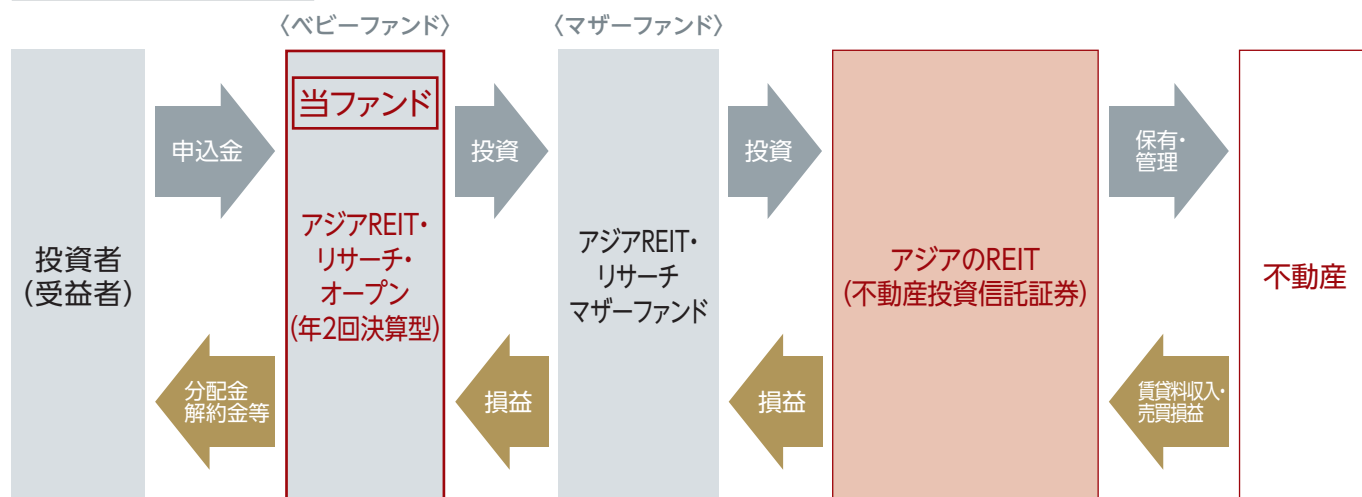 〈ベビーファンド〉
〈マザーファンド〉
投資者
(受益者)
申込金
分配金
解約金等
当ファンド
アジアREIT・
リサーチ・
オープン
(年2回決算型)
投資
損益
アジアREIT・
リサーチ
マザーファンド
投資
損益
アジアのREIT
(不動産投資信託証券)
保有・
管理
賃貸料収入・
売買損益
不動産